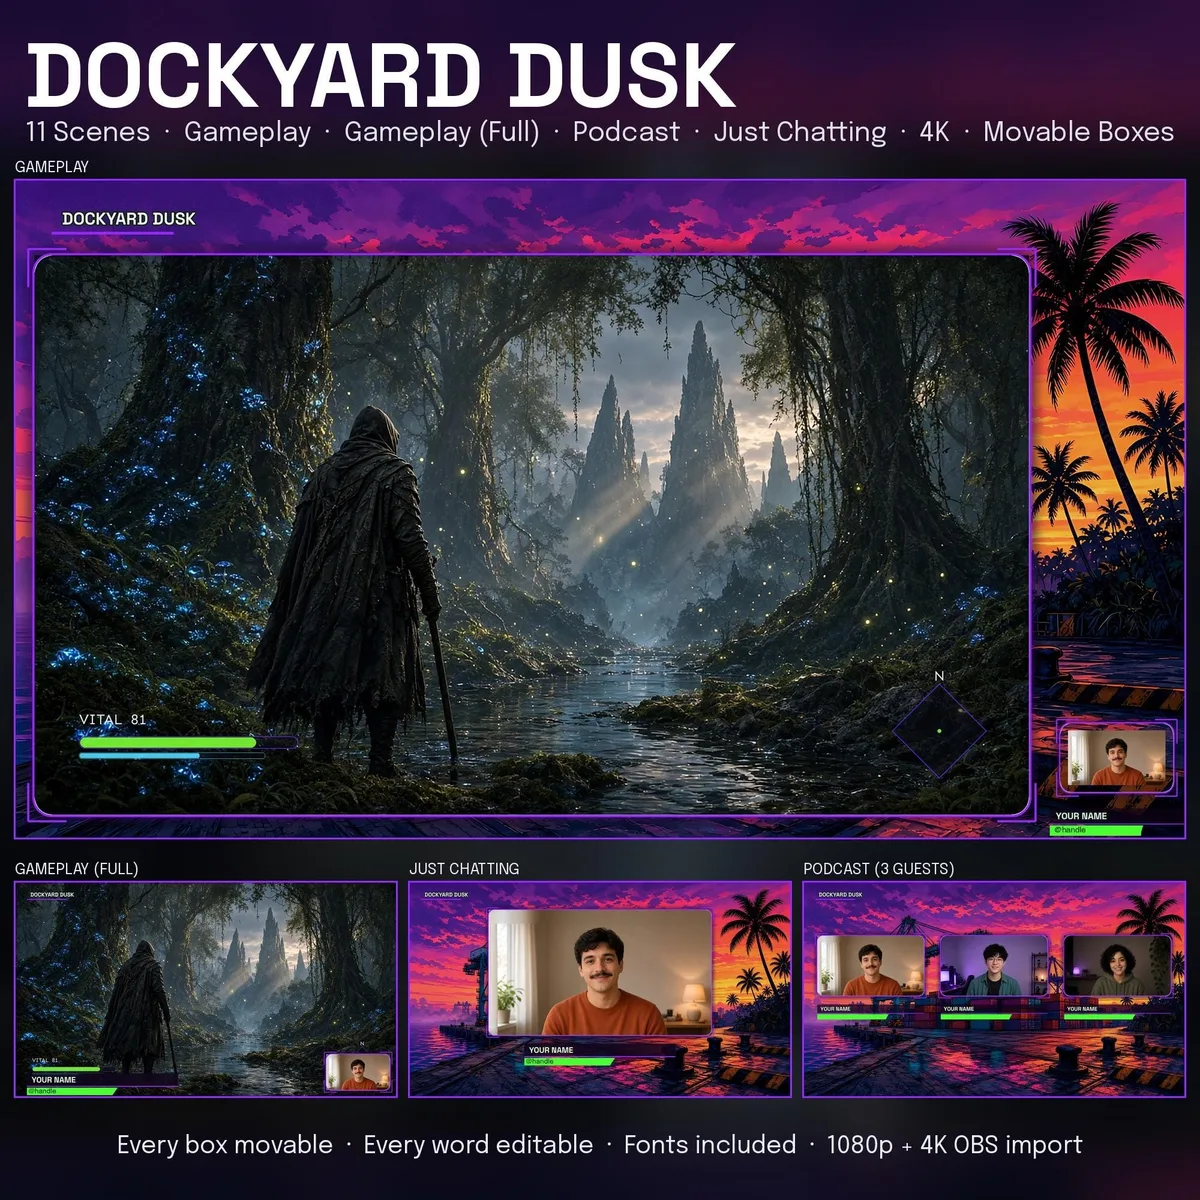 DOCKYARD DUSK
11 Scenes · Gameplay · Gameplay (Full) · Podcast · Just Chatting · 4K · Movable Boxes
GAMEPLAY
DOCKYARD DUSK
N
VITAL 81
YOUR NAME
@handle
GAMEPLAY (FULL)
DOCKYARD DUSK
N
VITAL 81
YOUR NAME
@handle
JUST CHATTING
DOCKYARD DUSK
YOUR NAME
@handle
PODCAST (3 GUESTS)
DOCKYARD DUSK
YOUR NAME
YOUR NAME
YOUR NAME
Every box movable · Every word editable · Fonts included · 1080p + 4K OBS import